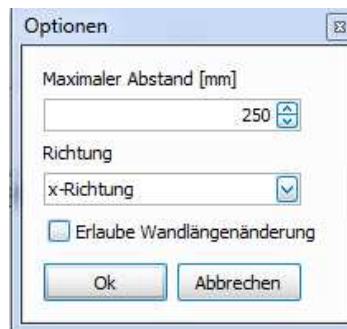 Optionen
Maximaler Abstand [mm]
250
Richtung
x-Richtung
Erlaube Wandlängenänderung
Ok
Abbrechen